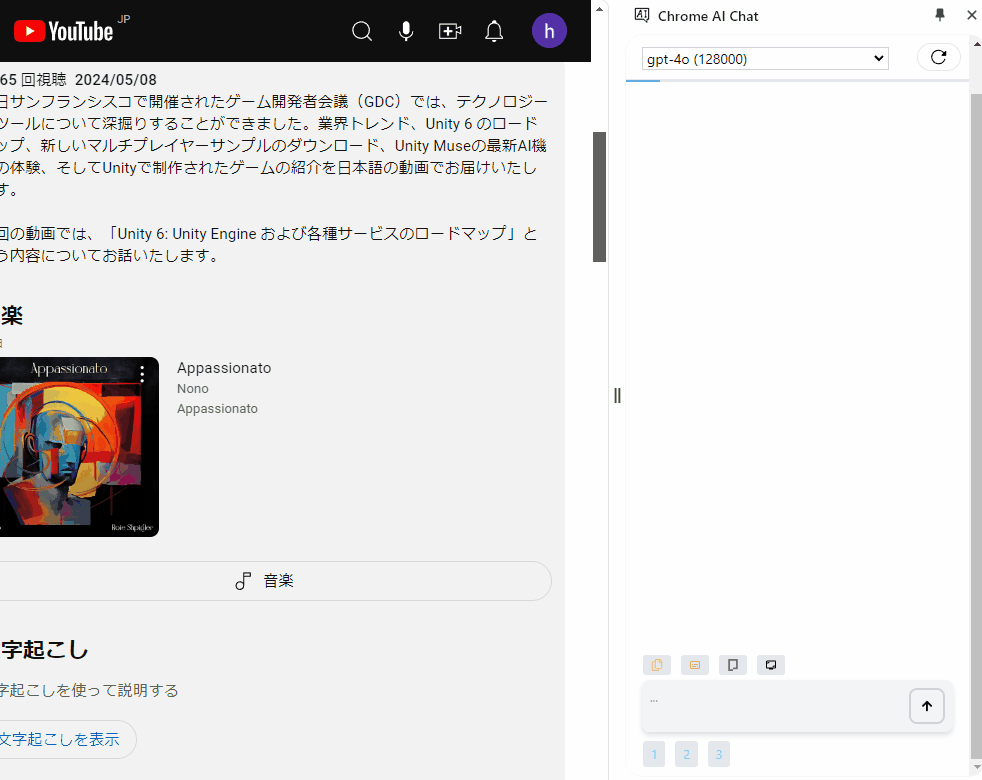 YouTube JP
h
65 回視聴 2024/05/08
日サンフランシスコで開催されたゲーム開発者会議（GDC）では、テクノロジー
ツールについて深掘りすることができました。業界トレンド、Unity 6 のロード
ップ、新しいマルチプレイヤーサンプルのダウンロード、Unity Museの最新AI機
の体験、そしてUnityで制作されたゲームの紹介を日本語の動画でお届けいたし
す。
回の動画では、「Unity 6: Unity Engine および各種サービスのロードマップ」と
う内容についてお話いたします。
楽
Appassionato
Rote Shpigler
Appassionato
Nono
Appassionato
音楽
字起こし
字起こしを使って説明する
文字起こしを表示
Chrome AI Chat
gpt-4o (128000)
...
1 2 3